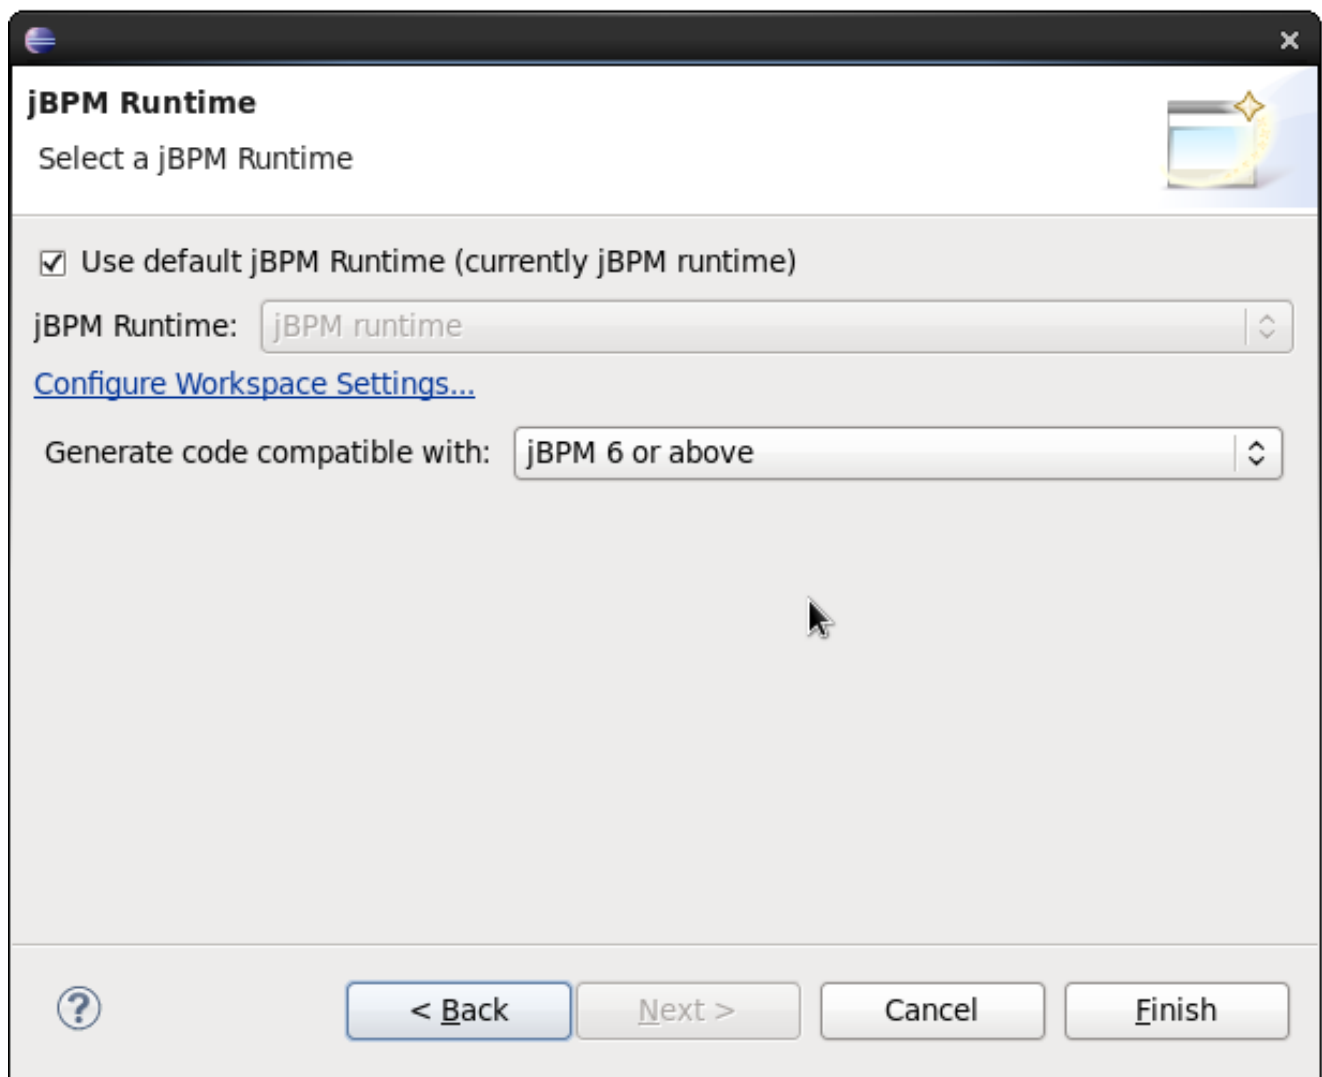 jBPM Runtime
Select a jBPM Runtime
Use default jBPM Runtime (currently jBPM runtime)
jBPM Runtime: jBPM runtime
Configure Workspace Settings...
Generate code compatible with: jBPM 6 or above
? < Back Next > Cancel Finish